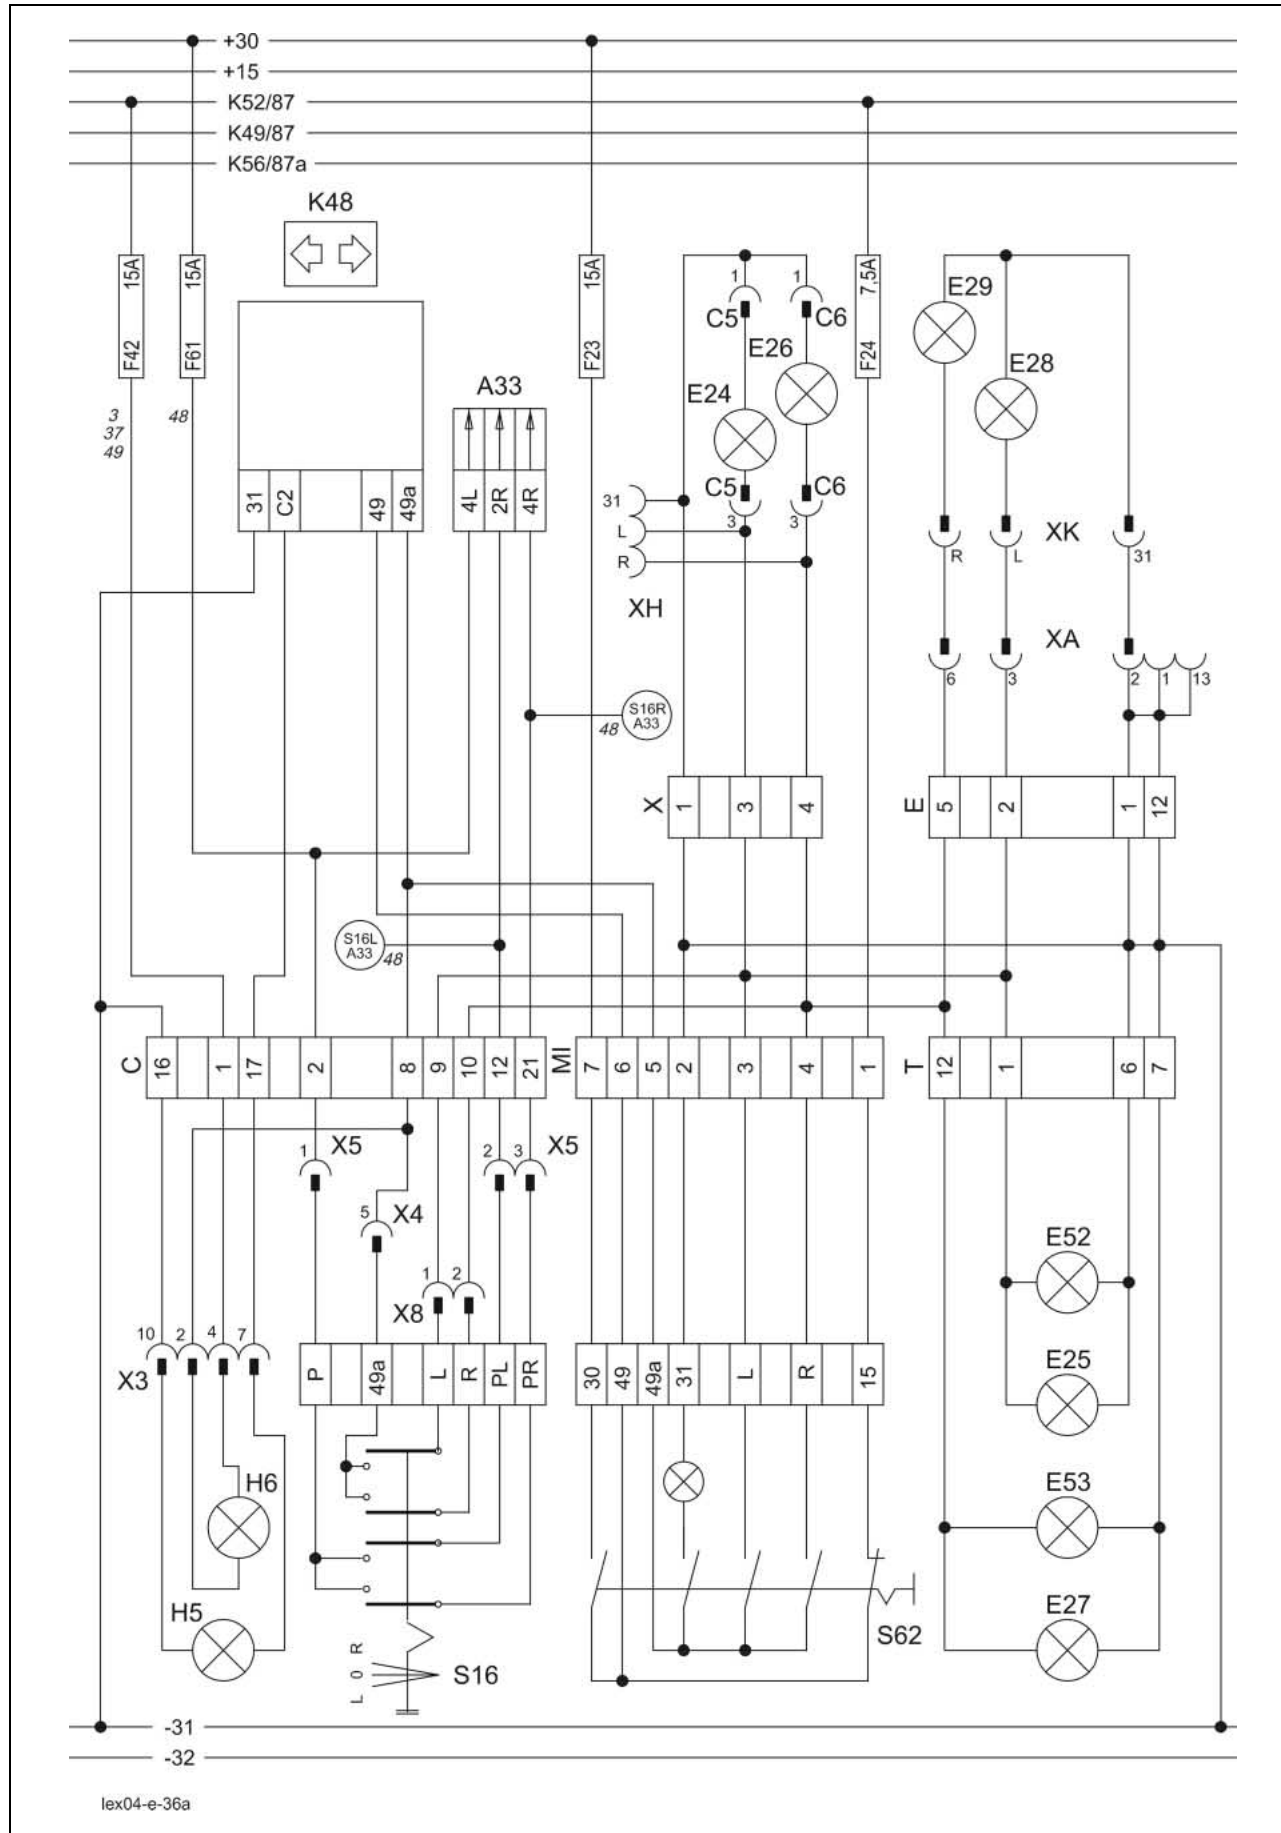 +30
+15
K52/87
K49/87
K56/87a
K48
15A
F42
15A
F61
15A
F23
7,5A
F24
3
37
49
48
A33
31
C2
49
49a
4L
2R
4R
1
1
C5
C6
E26
E24
C5
C6
3
3
31
L
R
XH
E29
E28
XK
R
L
31
XA
6
3
2
1
13
S16R
A33
48
X
1
3
4
E
5
2
1
12
S16L
A33
48
C
16
1
17
2
8
9
10
12
21
MI
7
6
5
2
3
4
1
T
12
1
6
7
1
X5
2
3
X5
5
X4
1
2
X8
10
2
4
7
X3
P
49a
L
R
PL
PR
30
49
49a
31
L
R
15
E52
E25
E53
E27
H6
H5
L 0 R
S16
S62
-31
-32
lex04-e-36a